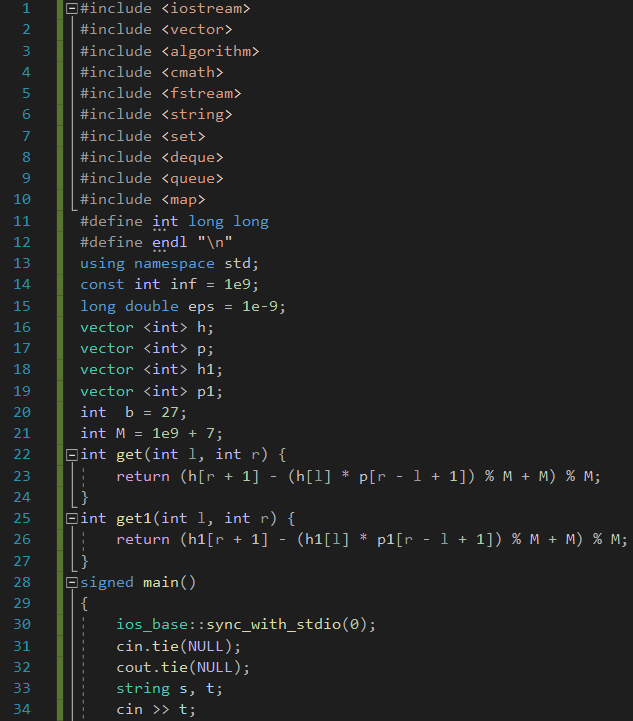 1 #include <iostream>
2 #include <vector>
3 #include <algorithm>
4 #include <cmath>
5 #include <fstream>
6 #include <string>
7 #include <set>
8 #include <deque>
9 #include <queue>
10 #include <map>
11 #define int long long
12 #define endl "\n"
13 using namespace std;
14 const int inf = 1e9;
15 long double eps = 1e-9;
16 vector <int> h;
17 vector <int> p;
18 vector <int> h1;
19 vector <int> p1;
20 int  b = 27;
21 int M = 1e9 + 7;
22 int get(int l, int r) {
23     return (h[r + 1] - (h[l] * p[r - l + 1]) % M + M) % M;
24 }
25 int get1(int l, int r) {
26     return (h1[r + 1] - (h1[l] * p1[r - l + 1]) % M + M) % M;
27 }
28 signed main()
29 {
30     ios_base::sync_with_stdio(0);
31     cin.tie(NULL);
32     cout.tie(NULL);
33     string s, t;
34     cin >> t;